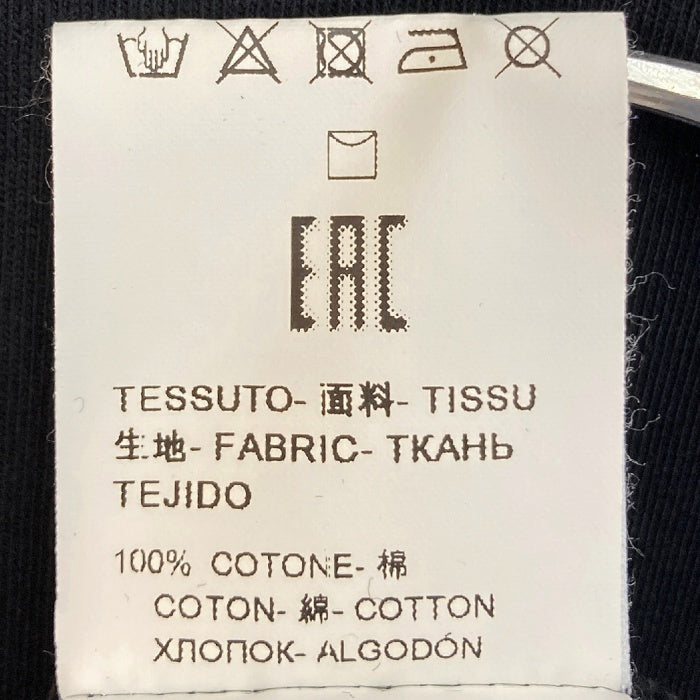 EAC
TESSUTO- 面料- TISSU
生地- FABRIC- ТКАНЬ
TEJIDO
100% COTONE- 棉
COTON- 綿- COTTON
ХЛОПОК- ALGODÓN